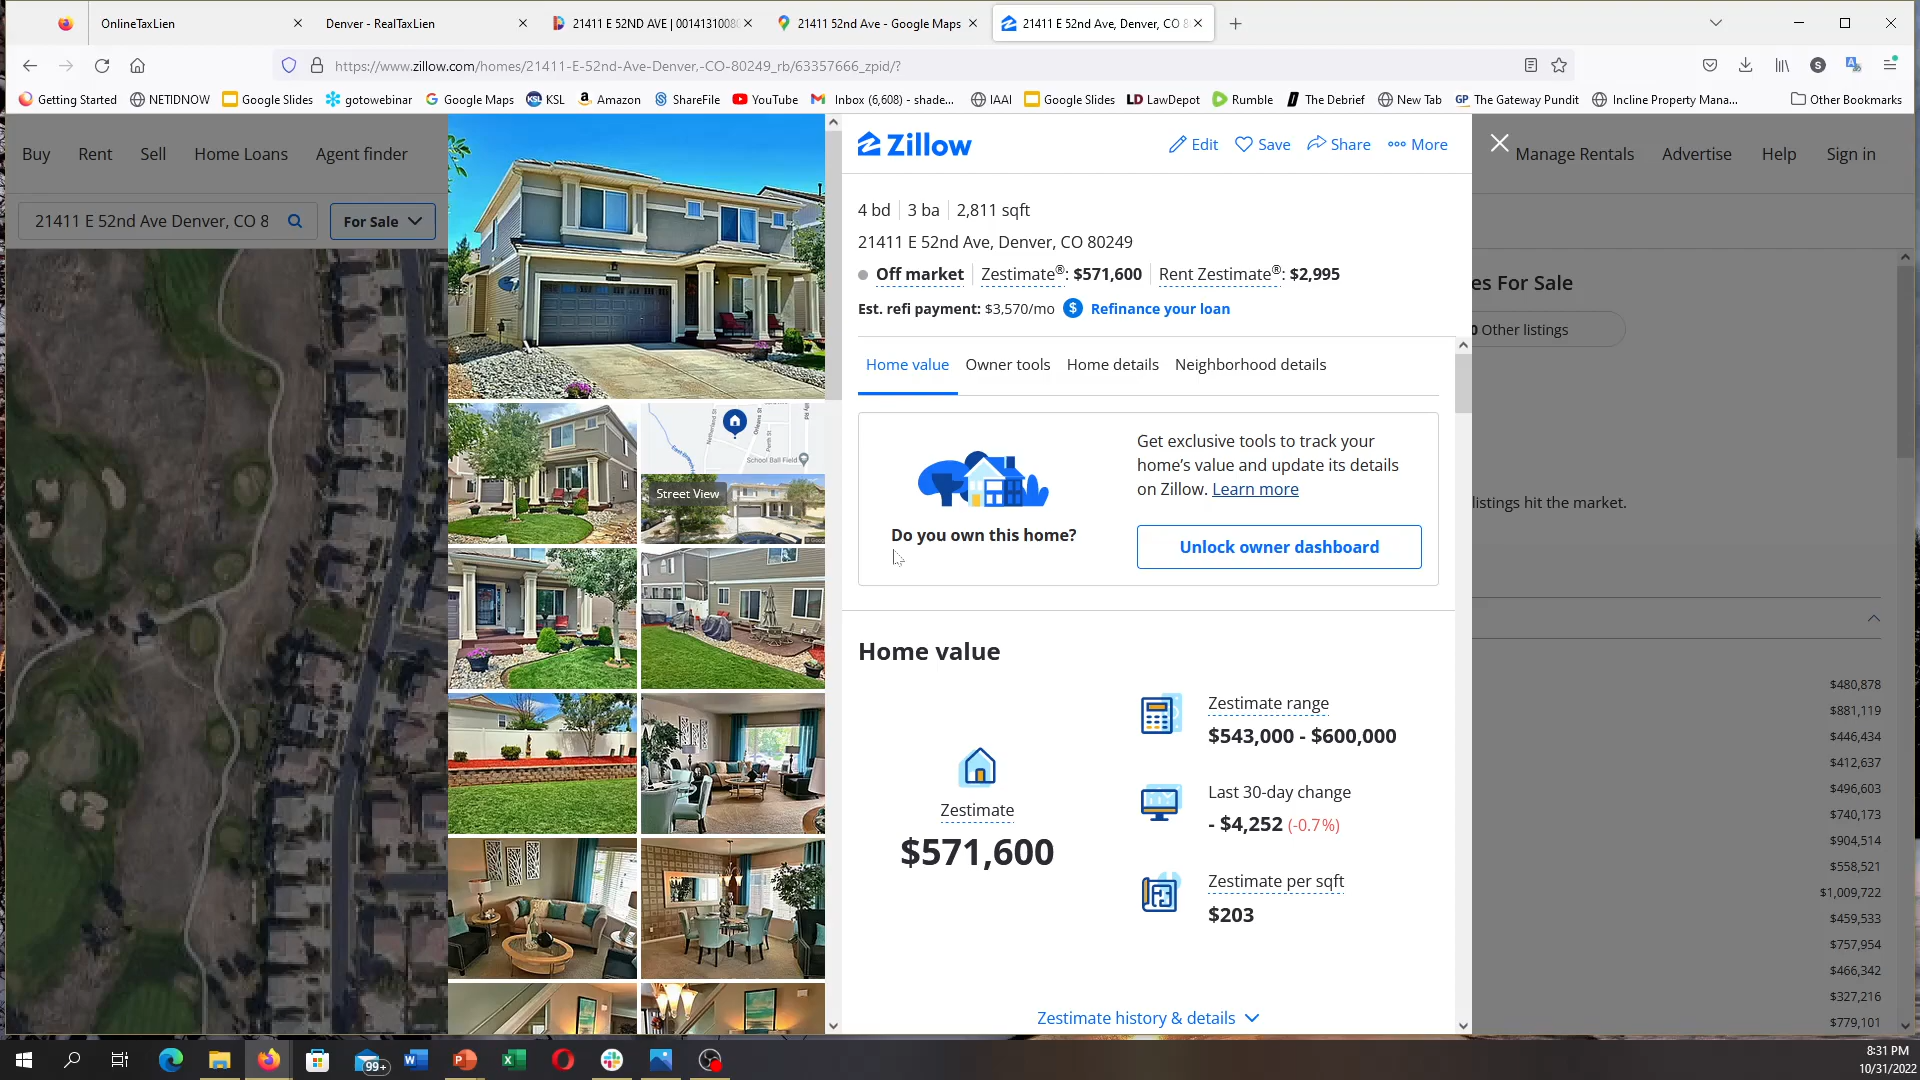 OnlineTaxLien
Denver - RealTaxLien
21411 E 52ND AVE | 0014131008
21411 52nd Ave - Google Maps
21411 E 52nd Ave, Denver, CO 8
https://www.zillow.com/homes/21411-E-52nd-Ave-Denver,-CO-80249_rb/63357666_zpid/?
Getting Started
NETIDNOW
Google Slides
gotowebinar
Google Maps
KSL
Amazon
ShareFile
YouTube
Inbox (6,608) - shade...
IAAI
Google Slides
LawDepot
Rumble
The Debrief
New Tab
The Gateway Pundit
Incline Property Mana...
Other Bookmarks
Buy
Rent
Sell
Home Loans
Agent finder
Zillow
Edit
Save
Share
More
Manage Rentals
Advertise
Help
Sign in
21411 E 52nd Ave Denver, CO 8
For Sale
4 bd
3 ba
2,811 sqft
21411 E 52nd Ave, Denver, CO 80249
Off market
Zestimate®: $571,600
Rent Zestimate®: $2,995
Est. refi payment: $3,570/mo
$ Refinance your loan
es For Sale
0 Other listings
Home value
Owner tools
Home details
Neighborhood details
Do you own this home?
Get exclusive tools to track your
home's value and update its details
on Zillow. Learn more
Unlock owner dashboard
listings hit the market.
School Ball Field
Street View
Home value
Zestimate
$571,600
Zestimate range
$543,000 - $600,000
Last 30-day change
- $4,252 (-0.7%)
Zestimate per sqft
$203
Zestimate history & details
$480,878
$881,119
$446,434
$412,637
$496,603
$740,173
$904,514
$558,521
$1,009,722
$459,533
$757,954
$466,342
$327,216
$779,101
99+
8:31 PM
10/31/2022